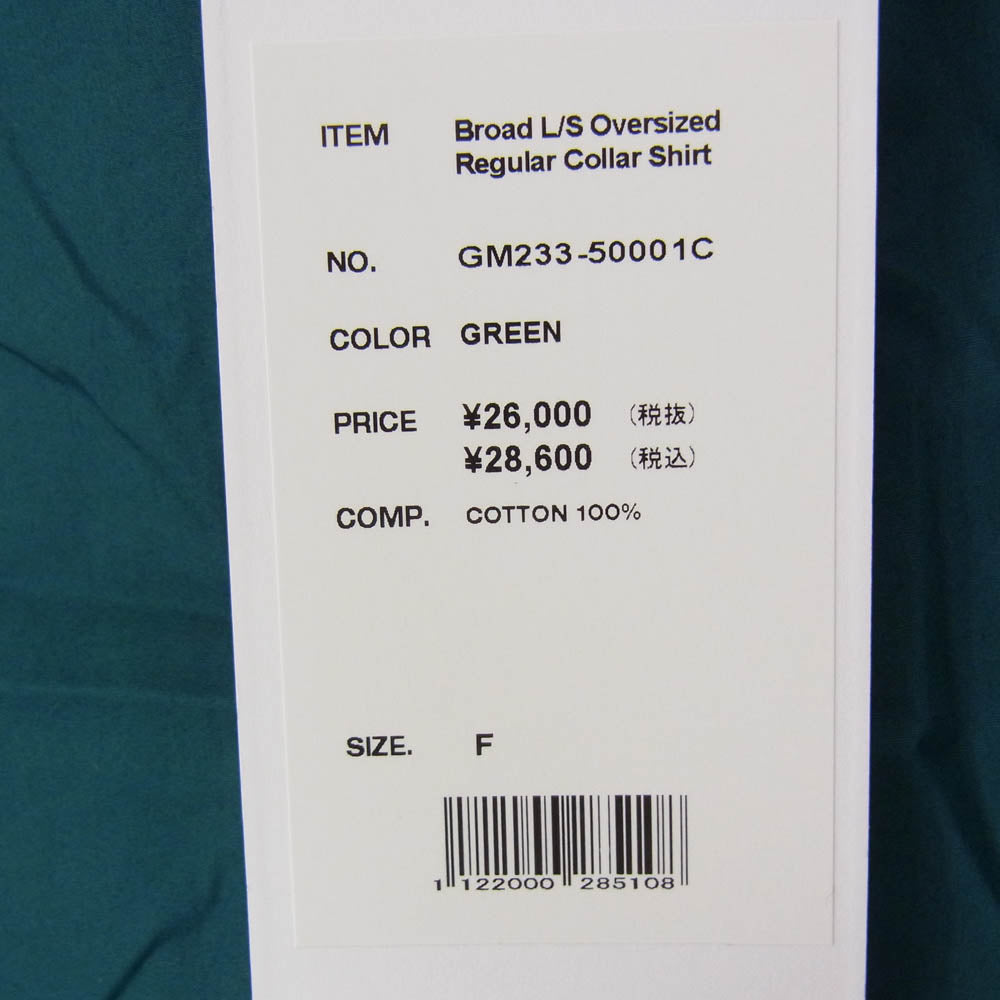 ITEM Broad L/S Oversized
Regular Collar Shirt
NO. GM233-50001C
COLOR GREEN
PRICE ¥26,000 (税抜)
¥28,600 (税込)
COMP. COTTON 100%
SIZE. F
1 122000 285108